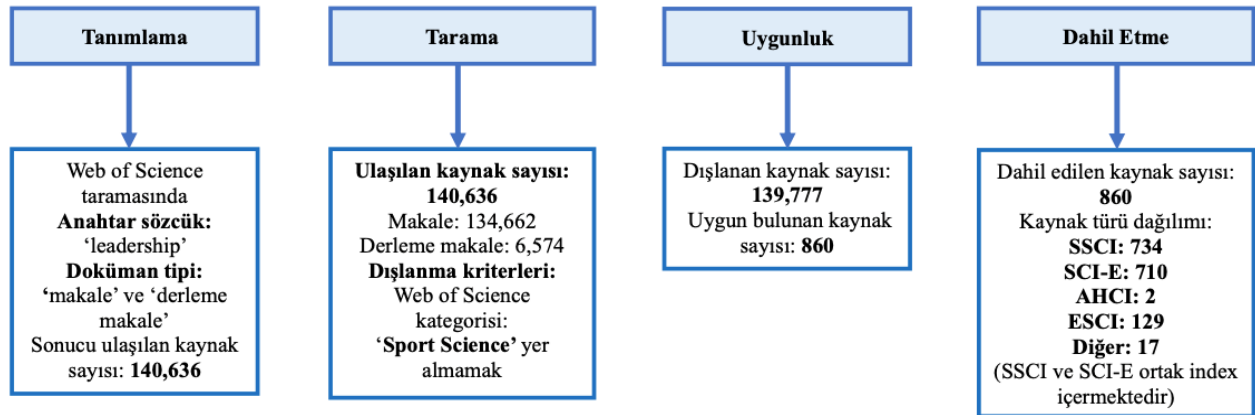 Tanımlama
Web of Science
taramasında
Anahtar sözcük:
‘leadership’
Doküman tipi:
‘makale’ ve ‘derleme
makale’
Sonucu ulaşılan kaynak
sayısı: 140,636
Tarama
Ulaşılan kaynak sayısı:
140,636
Makale: 134,662
Derleme makale: 6,574
Dışlanma kriterleri:
Web of Science
kategorisi:
‘Sport Science’ yer
almamak
Uygunluk
Dışlanan kaynak sayısı:
139,777
Uygun bulunan kaynak
sayısı: 860
Dahil Etme
Dahil edilen kaynak sayısı:
860
Kaynak türü dağılımı:
SSCI: 734
SCI-E: 710
AHCI: 2
ESCI: 129
Diğer: 17
(SSCI ve SCI-E ortak index
içermektedir)